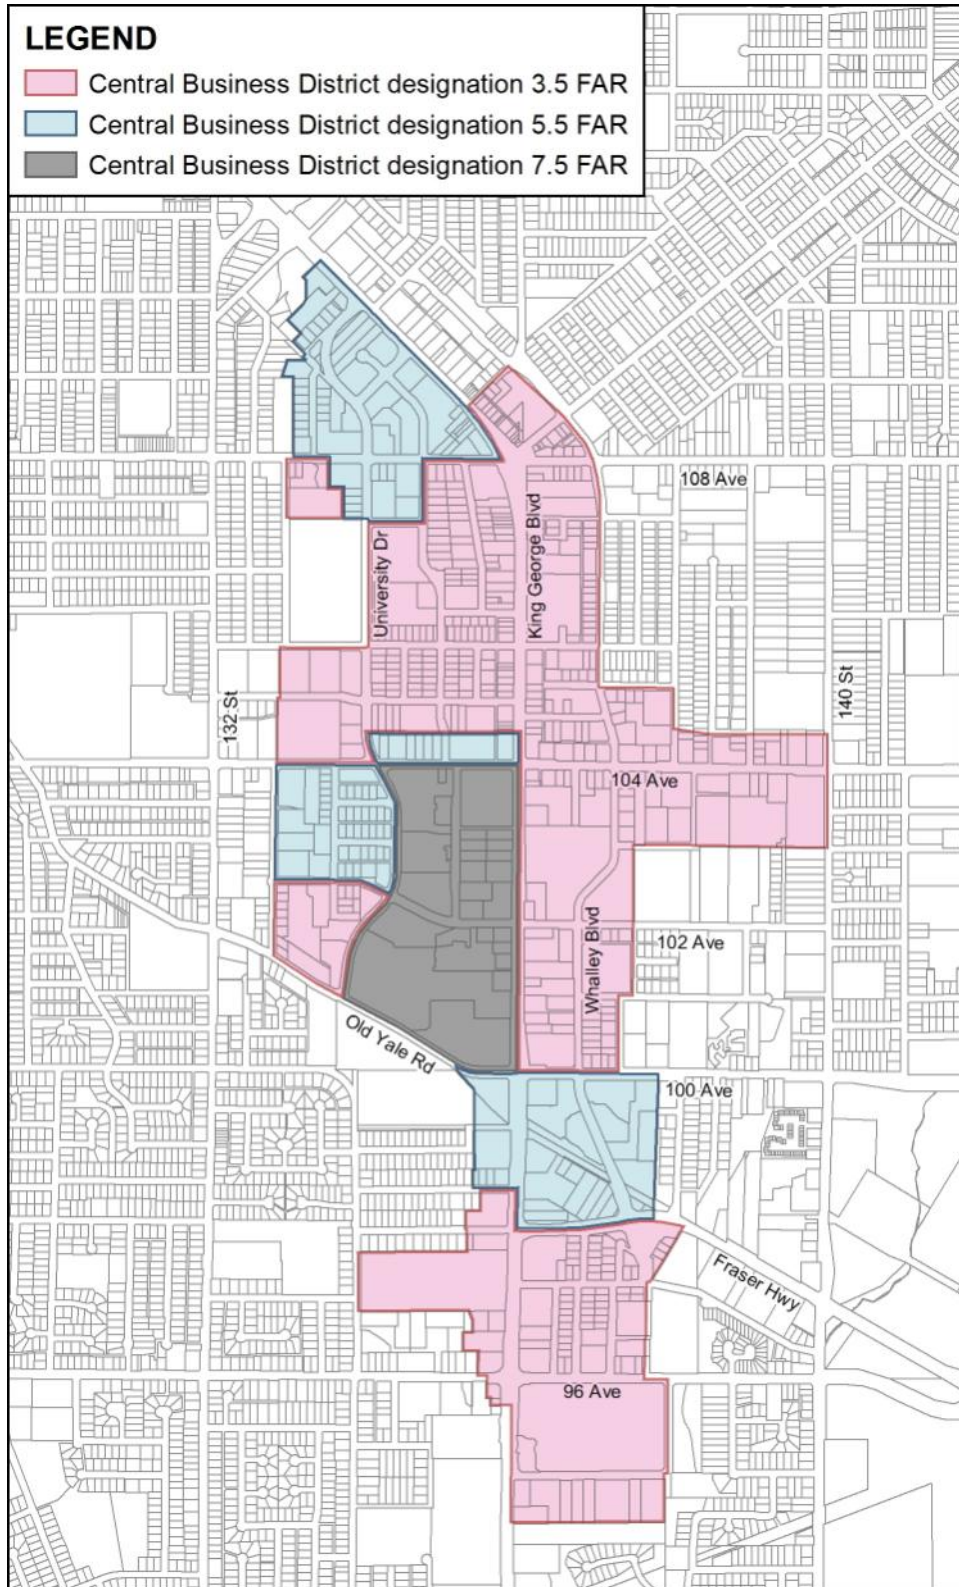 LEGEND
Central Business District designation 3.5 FAR
Central Business District designation 5.5 FAR
Central Business District designation 7.5 FAR
108 Ave
King George Blvd
University Dr
140 St
132 St
104 Ave
102 Ave
Whalley Blvd
Old Yale Rd
100 Ave
Fraser Hwy
96 Ave